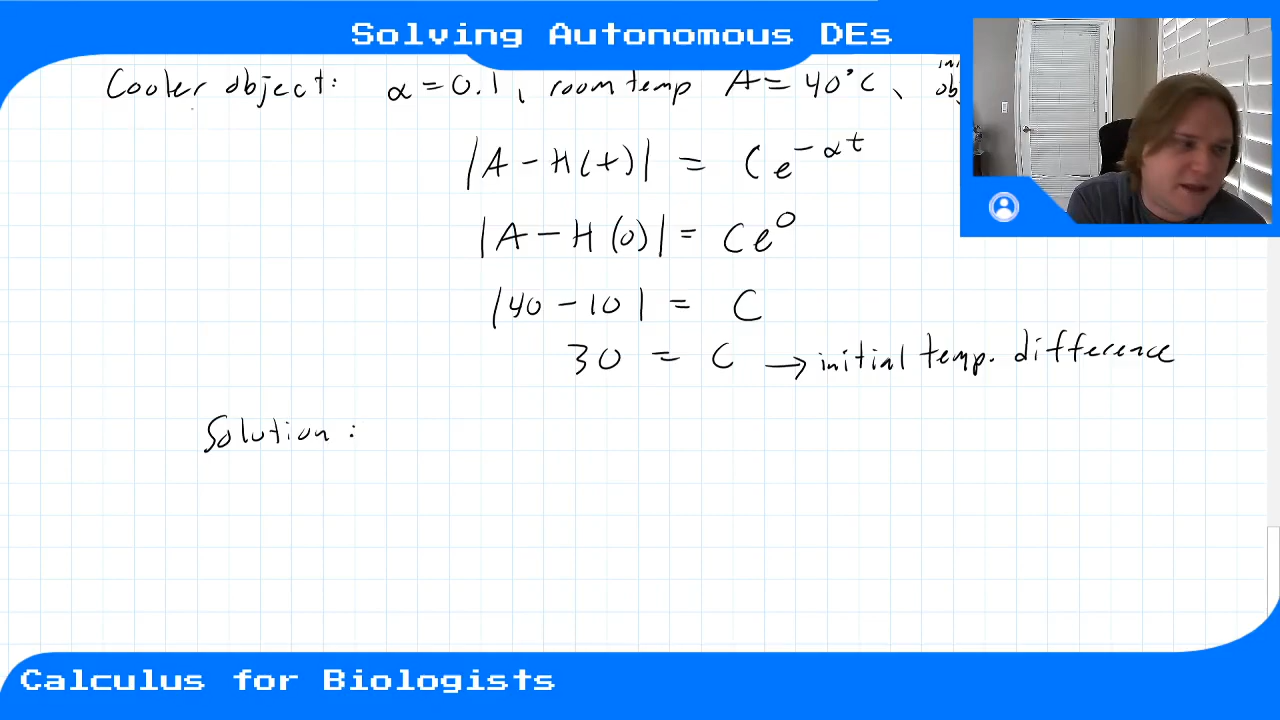 Solving Autonomous DEs
Cooler object: α = 0.1, room temp A = 40°C,
|A - H(t)| = Ce^{-αt}
|A - H(0)| = Ce^0
|40 - 10| = C
30 = C → initial temp. difference
Solution:
Calculus for Biologists